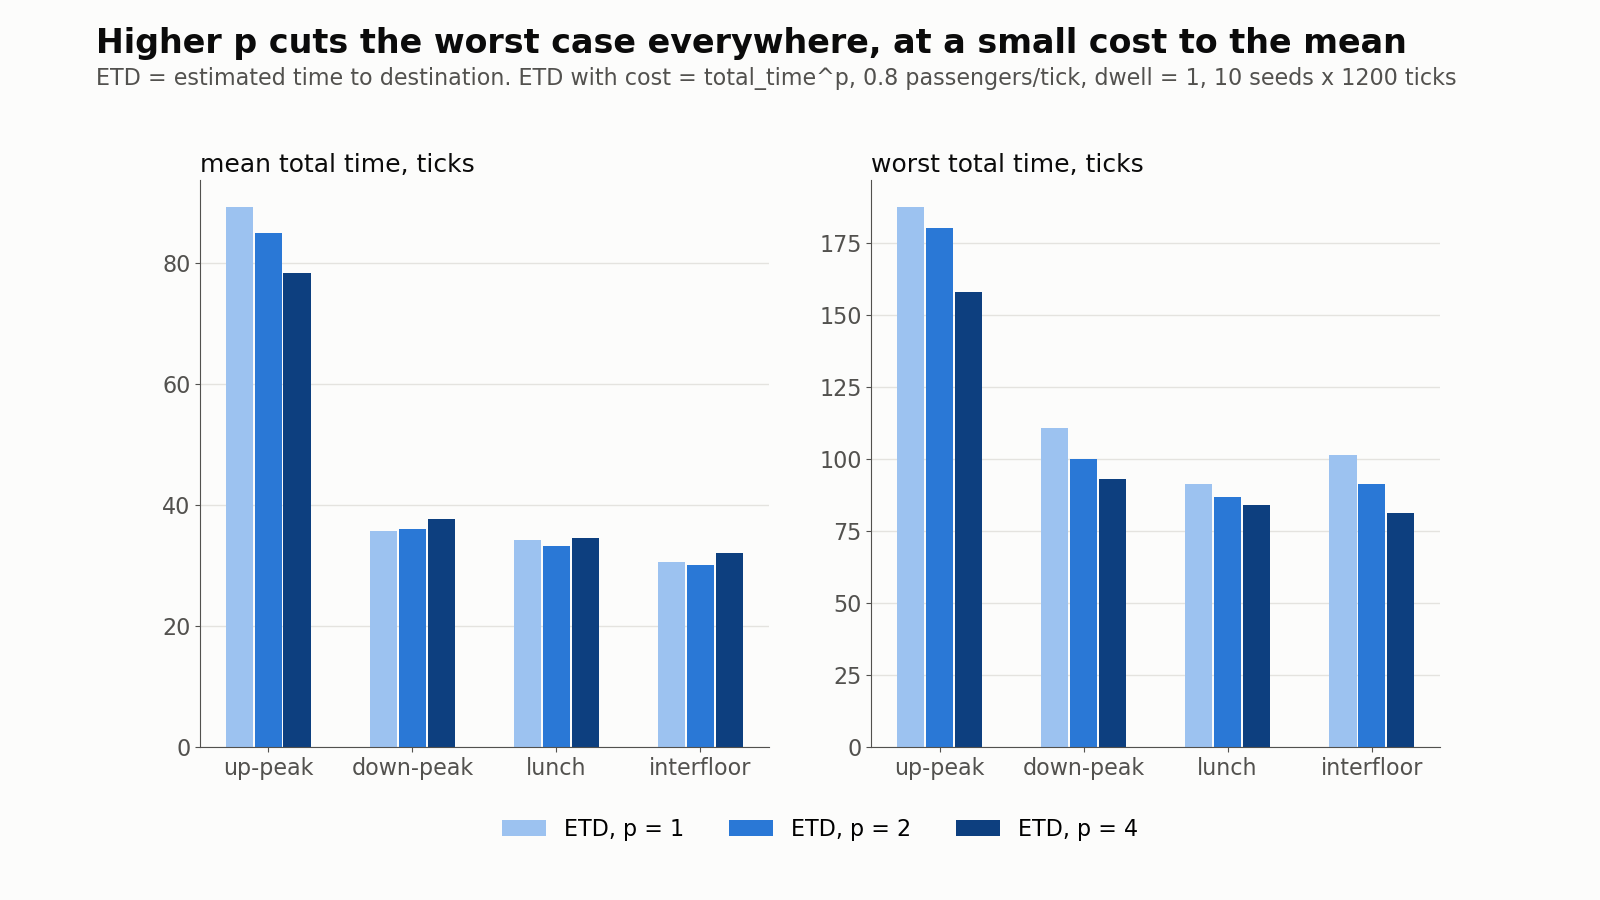 Higher p cuts the worst case everywhere, at a small cost to the mean
ETD = estimated time to destination. ETD with cost = total_time^p, 0.8 passengers/tick, dwell = 1, 10 seeds x 1200 ticks
mean total time, ticks
80
60
40
20
0
up-peak down-peak lunch interfloor
worst total time, ticks
175
150
125
100
75
50
25
0
up-peak down-peak lunch interfloor
ETD, p = 1 ETD, p = 2 ETD, p = 4